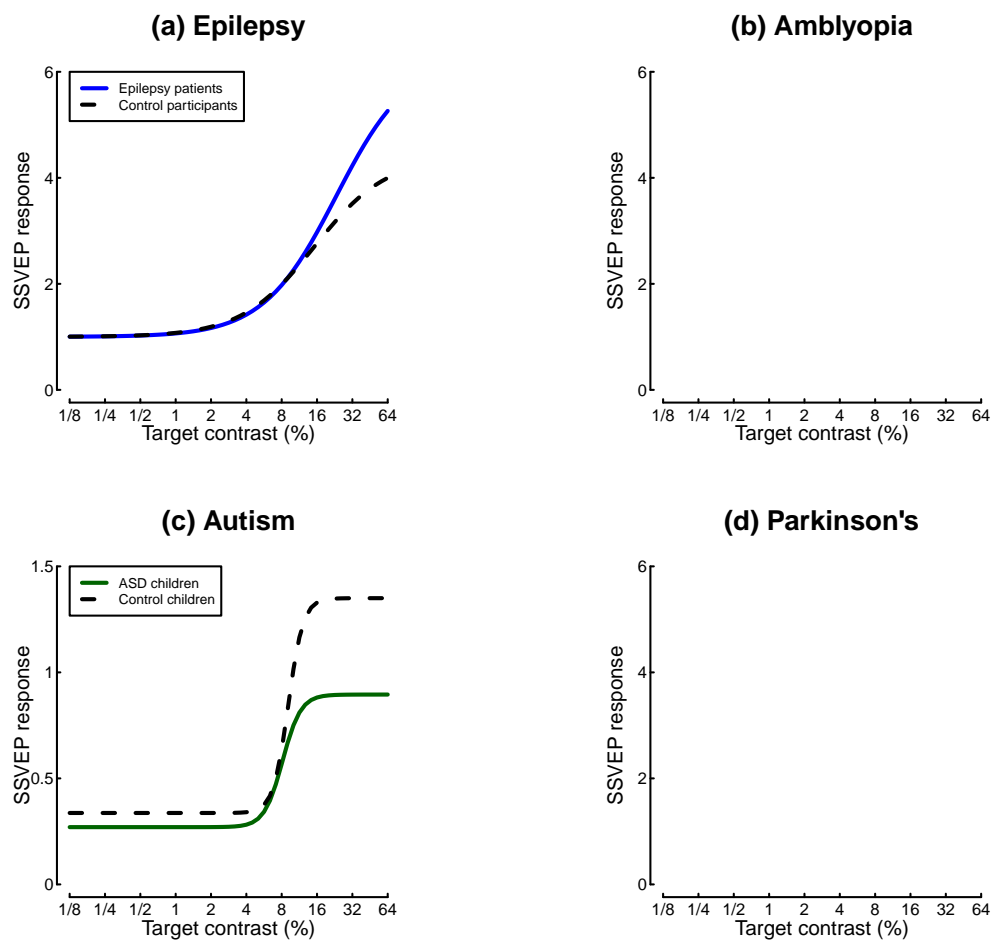 (a) Epilepsy
6
4
2
0
SSVEP response
Epilepsy patients
Control participants
1/8 1/4 1/2 1 2 4 8 16 32 64
Target contrast (%)
(b) Amblyopia
6
4
2
0
SSVEP response
1/8 1/4 1/2 1 2 4 8 16 32 64
Target contrast (%)
(c) Autism
1.5
1
0.5
0
SSVEP response
ASD children
Control children
1/8 1/4 1/2 1 2 4 8 16 32 64
Target contrast (%)
(d) Parkinson's
6
4
2
0
SSVEP response
1/8 1/4 1/2 1 2 4 8 16 32 64
Target contrast (%)